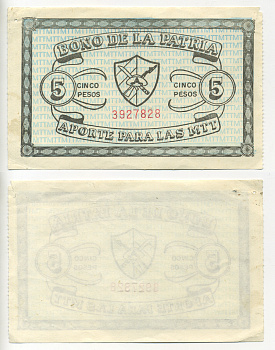 BONO DE LA PATRIA
5 CINCO PESOS CINCO PESOS 5
3927828
APORTE PARA LAS MTT